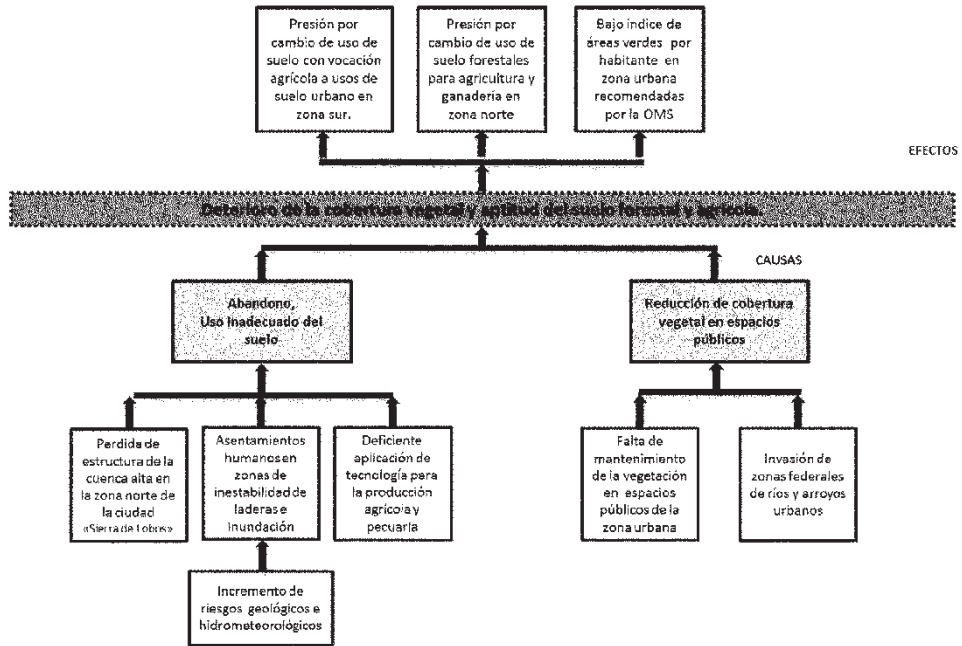 Presión por
cambio de uso de
suelo con vocación
agrícola a usos de
suelo urbano en
zona sur.
Presión por
cambio de uso de
suelo forestales
para agricultura y
ganadería en
zona norte
Bajo indice de
áreas verdes por
habitante en
zona urbana
recomendadas
por la OMS
EFECTOS
Deterioro de la cobertura vegetal y aptitud del suelo forestal y agrícola.
CAUSAS
Abandono,
Uso inadecuado del
suelo
Reducción de cobertura
vegetal en espacios
públicos
Perdida de
estructura de la
cuenca alta en
la zona norte de
la ciudad
«Sierra de Lobos»
Asentamientos
humanos en
zonas de
inestabilidad de
laderas e
Inundación
Deficiente
aplicación de
tecnología para
la producción
agrícola y
pecuaria
Falta de
mantenimiento
de la vegetación
en espacios
públicos de la
zona urbana
Invasión de
zonas federales
de ríos y arroyos
urbanos
Incremento de
riesgos geológicos e
hidrometeorológicos